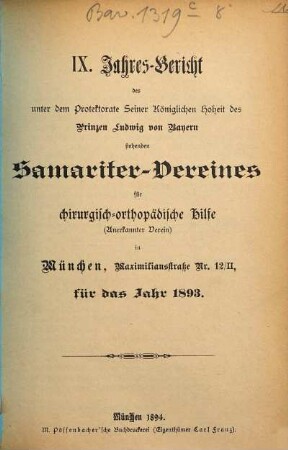 Bav. 1319 c 8
IX. Jahres-Bericht
des
unter dem Protektorate Seiner Königlichen Hoheit des
Prinzen Ludwig von Bayern
stehenden
Samariter-Vereines
für
chirurgisch-orthopädische Hilfe
(Anerkannter Verein)
in
München, Maximiliansstraße Nr. 12/II,
für das Jahr 1893.
München 1894.
M. Pössenbacher'sche Buchdruckerei (Eigenthümer Carl Franz).